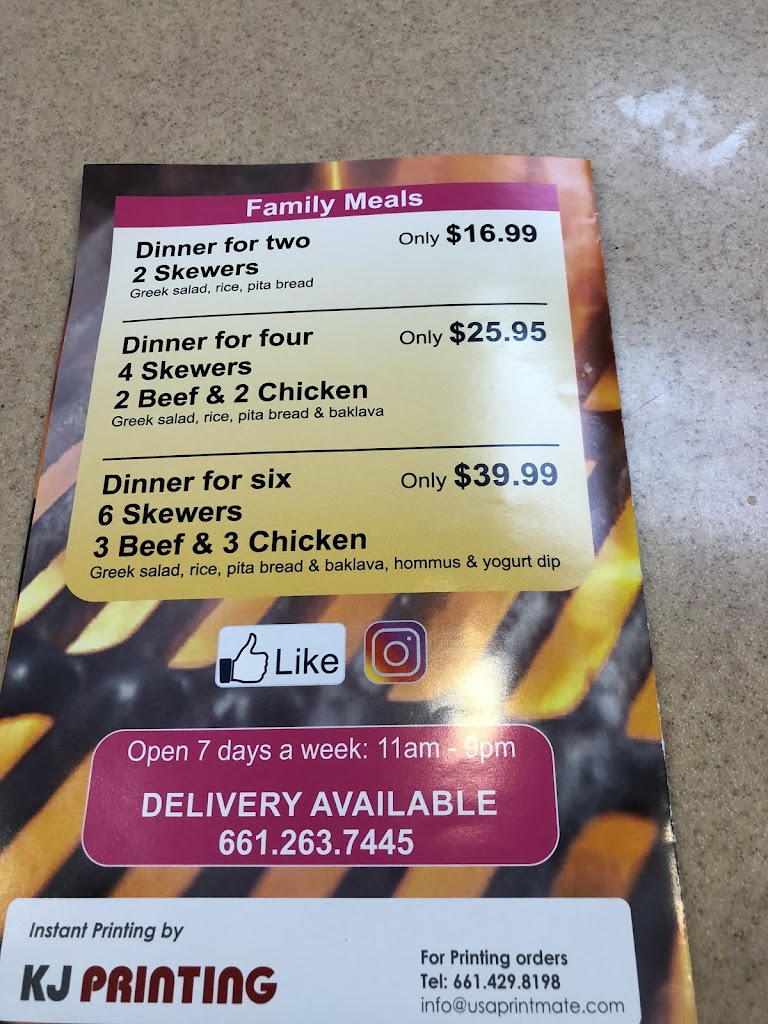 Family Meals
Dinner for two Only $16.99
2 Skewers
Greek salad, rice, pita bread
Dinner for four Only $25.95
4 Skewers
2 Beef & 2 Chicken
Greek salad, rice, pita bread & baklava
Dinner for six Only $39.99
6 Skewers
3 Beef & 3 Chicken
Greek salad, rice, pita bread & baklava, hommus & yogurt dip
Like
Open 7 days a week: 11am - 9pm
DELIVERY AVAILABLE
661.263.7445
Instant Printing by
KJ PRINTING
For Printing orders
Tel: 661.429.8198
info@usaprintmate.com